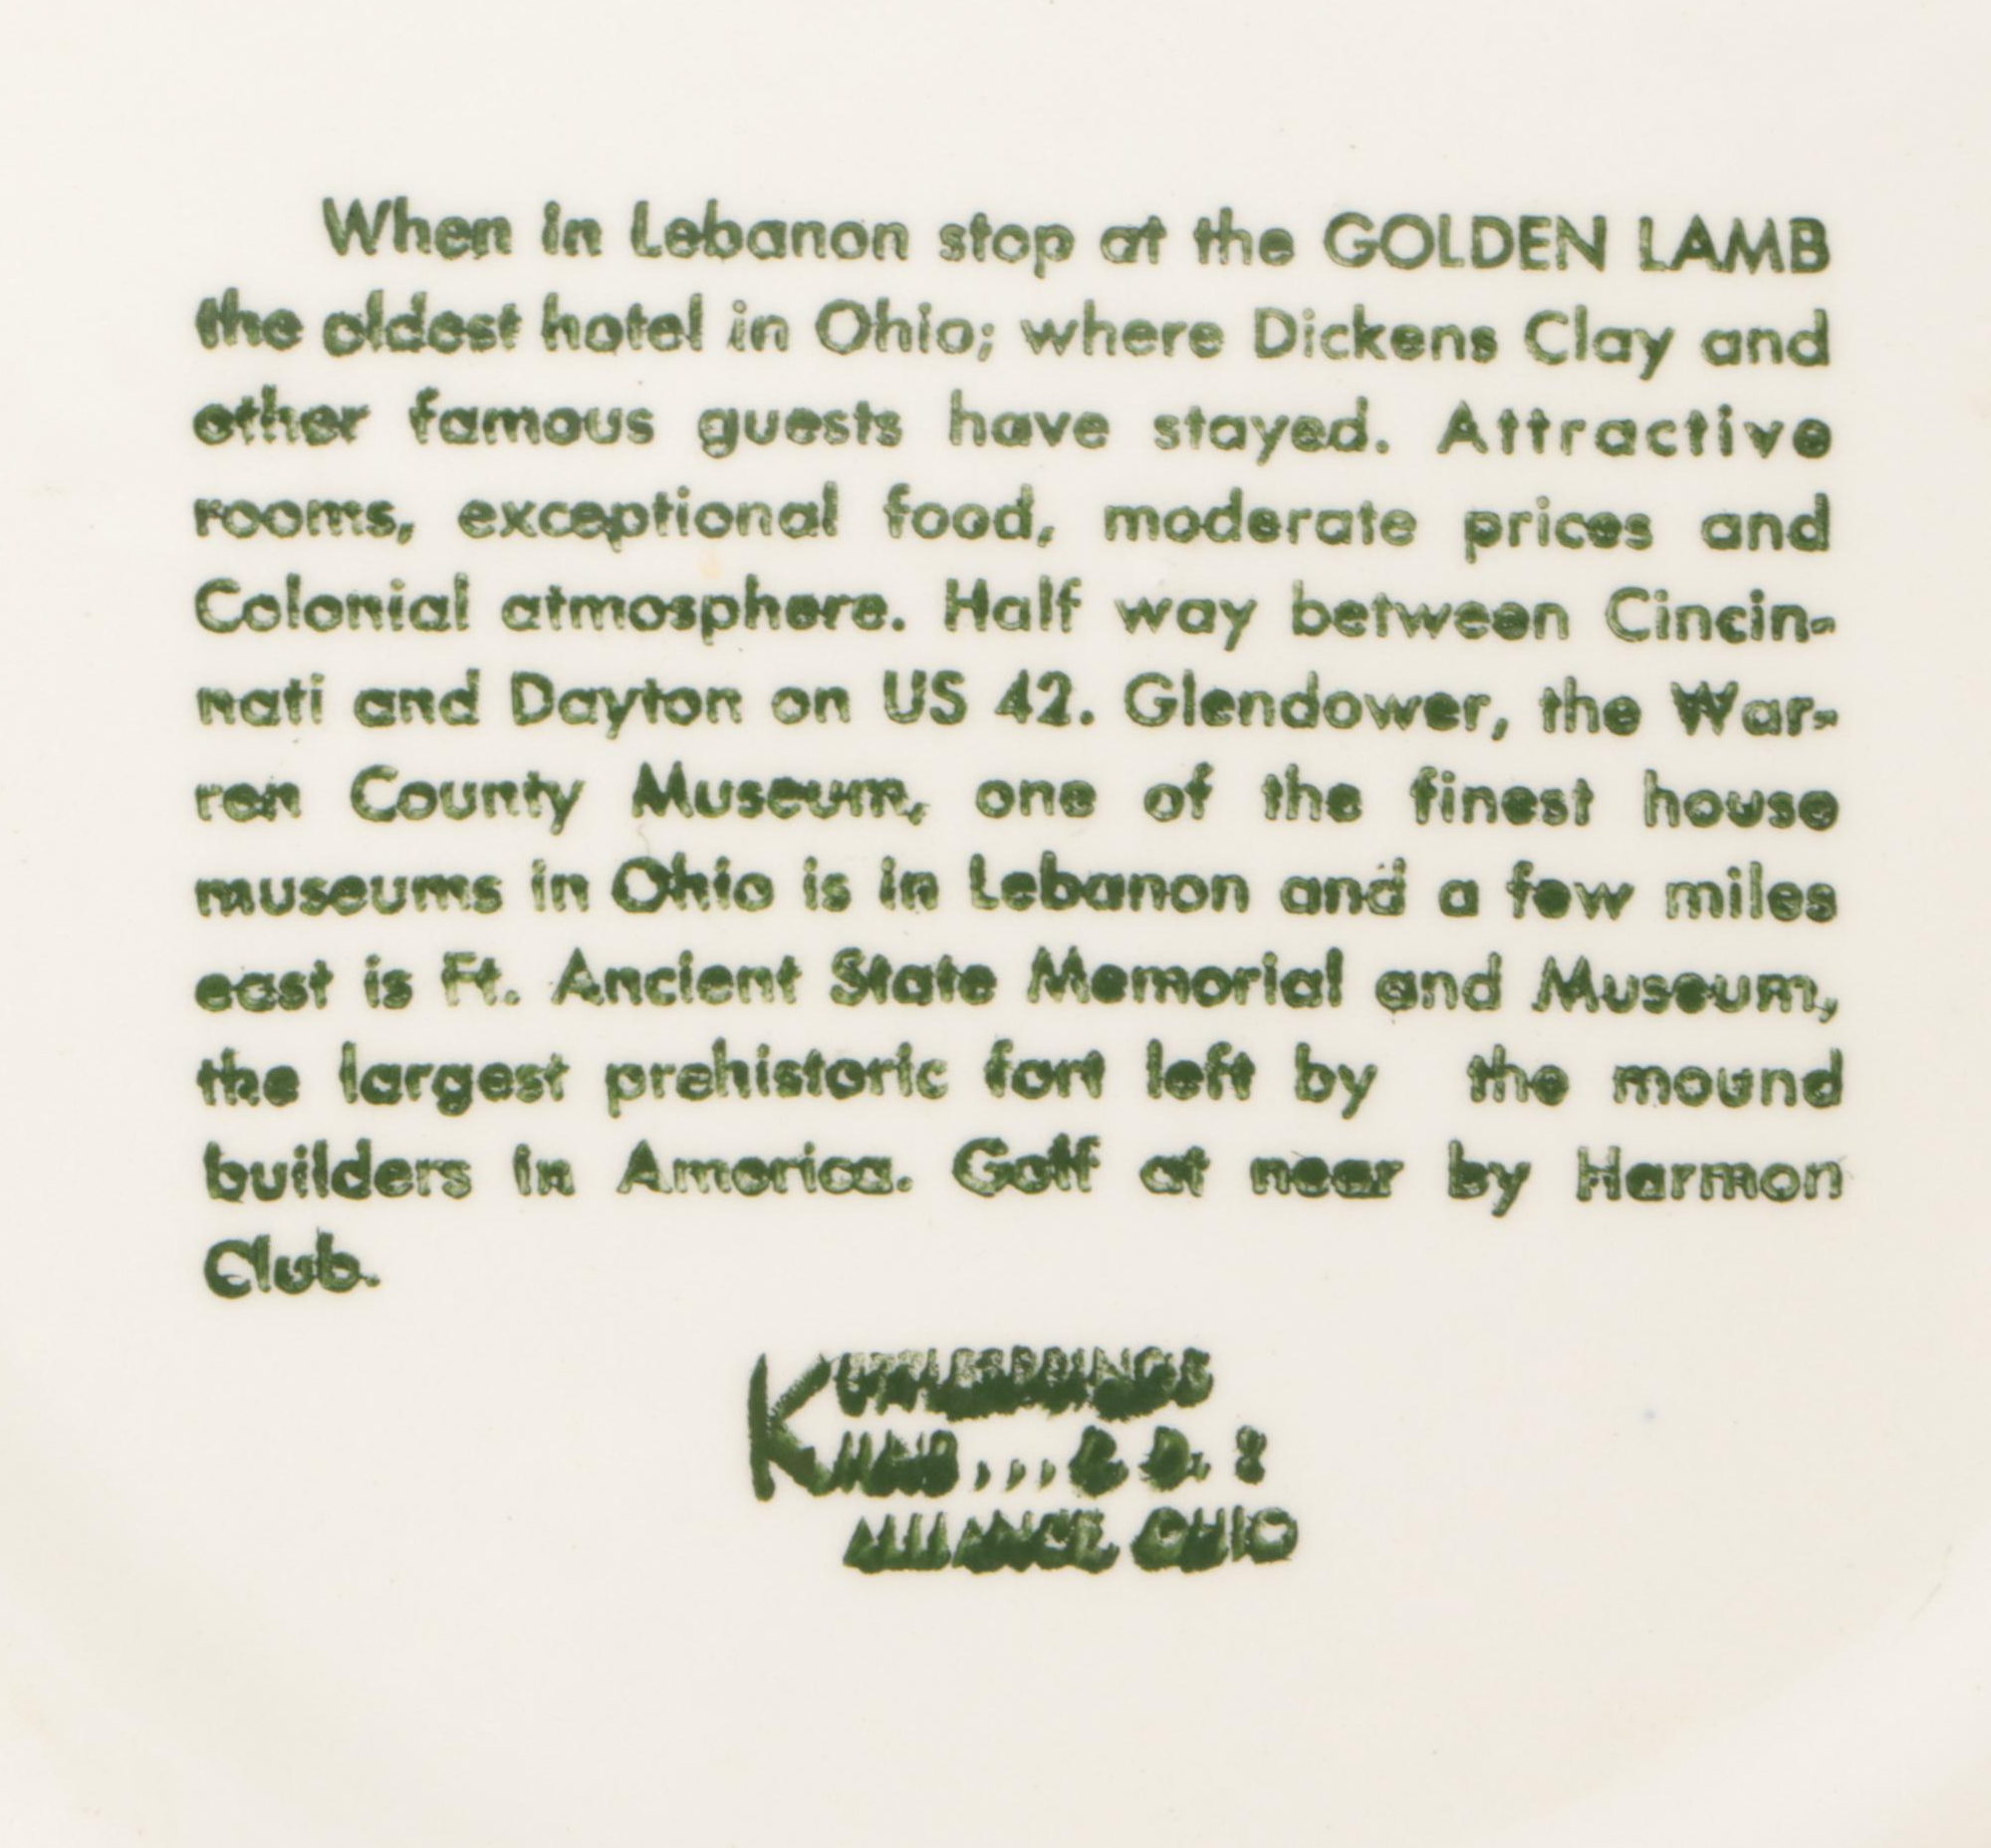 When in Lebanon stop at the GOLDEN LAMB
the oldest hotel in Ohio; where Dickens Clay and
other famous guests have stayed. Attractive
rooms, exceptional food, moderate prices and
Colonial atmosphere. Half way between Cincin-
nati and Dayton on US 42. Glendower, the War-
ren County Museum, one of the finest house
museums in Ohio is in Lebanon and a few miles
east is Ft. Ancient State Memorial and Museum,
the largest prehistoric fort left by the mound
builders in America. Golf at near by Harmon
Club.
KETTLESPRINGS
KILNS...R D. 2
ALLIANCE OHIO